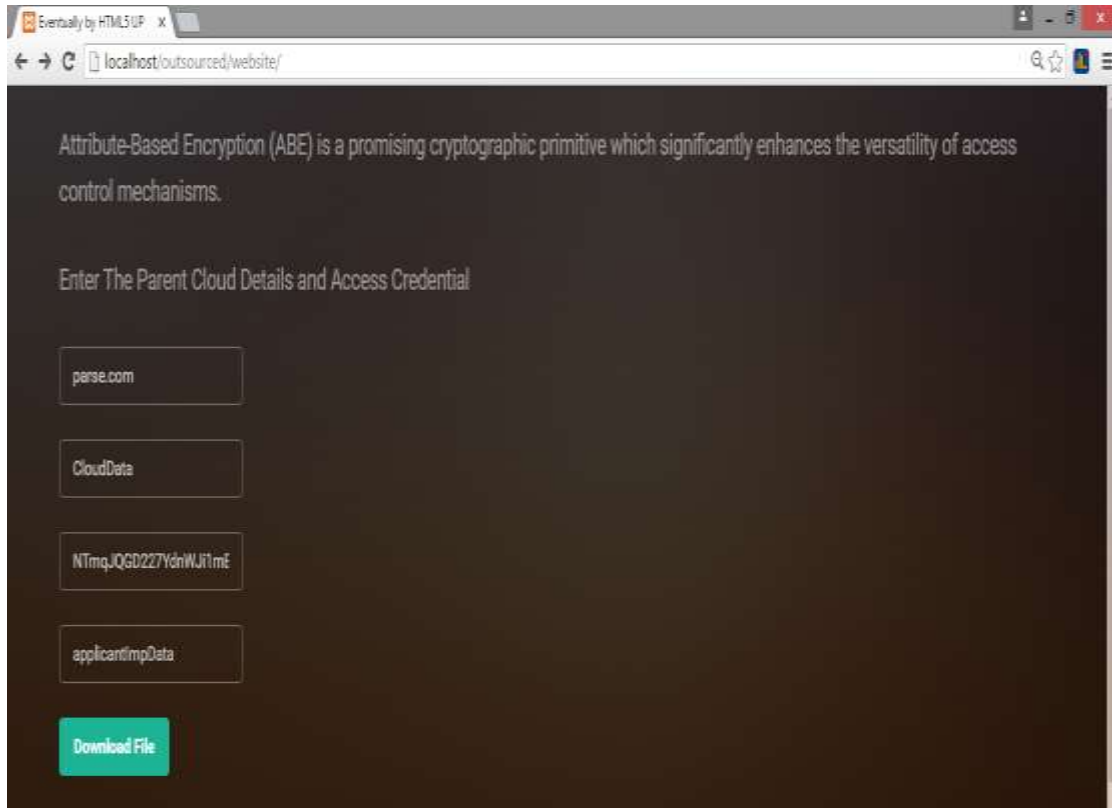 Eventually by HTML5 UP x
localhost/outsourced/website/
Attribute-Based Encryption (ABE) is a promising cryptographic primitive which significantly enhances the versatility of access
control mechanisms.
Enter The Parent Cloud Details and Access Credential
parse.com
CloudData
NTmqJQGD227YdnWJi1mE
applicantImpData
Download File